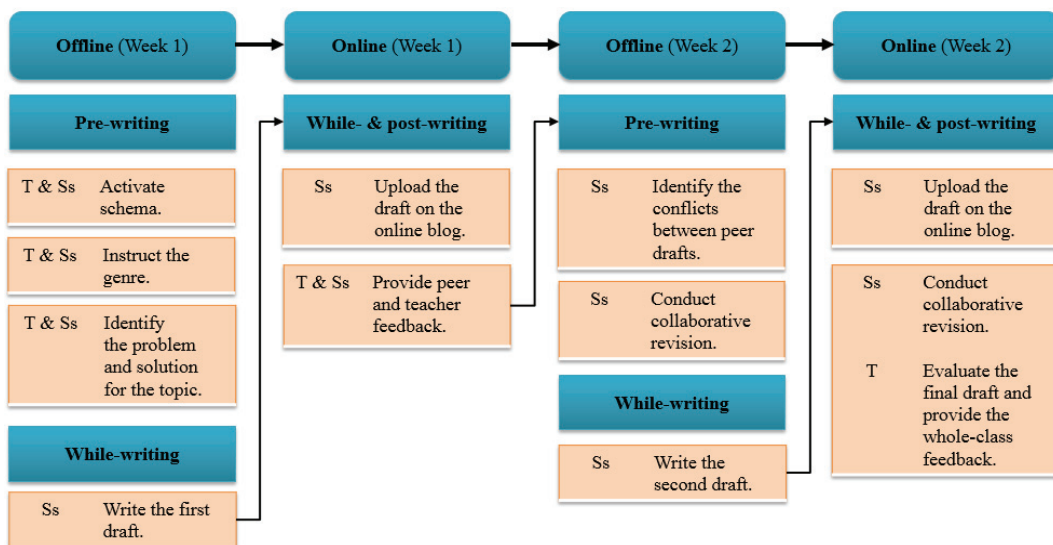 Offline (Week 1)
Online (Week 1)
Offline (Week 2)
Online (Week 2)
Pre-writing
T & Ss Activate
schema.
T & Ss Instruct the
genre.
T & Ss Identify
the problem
and solution
for the topic.
While-writing
Ss Write the first
draft.
While- & post-writing
Ss Upload the
draft on the
online blog.
T & Ss Provide peer
and teacher
feedback.
Pre-writing
Ss Identify the
conflicts
between peer
drafts.
Ss Conduct
collaborative
revision.
While-writing
Ss Write the
second draft.
While- & post-writing
Ss Upload the
draft on the
online blog.
Ss Conduct
collaborative
revision.
T Evaluate the
final draft and
provide the
whole-class
feedback.